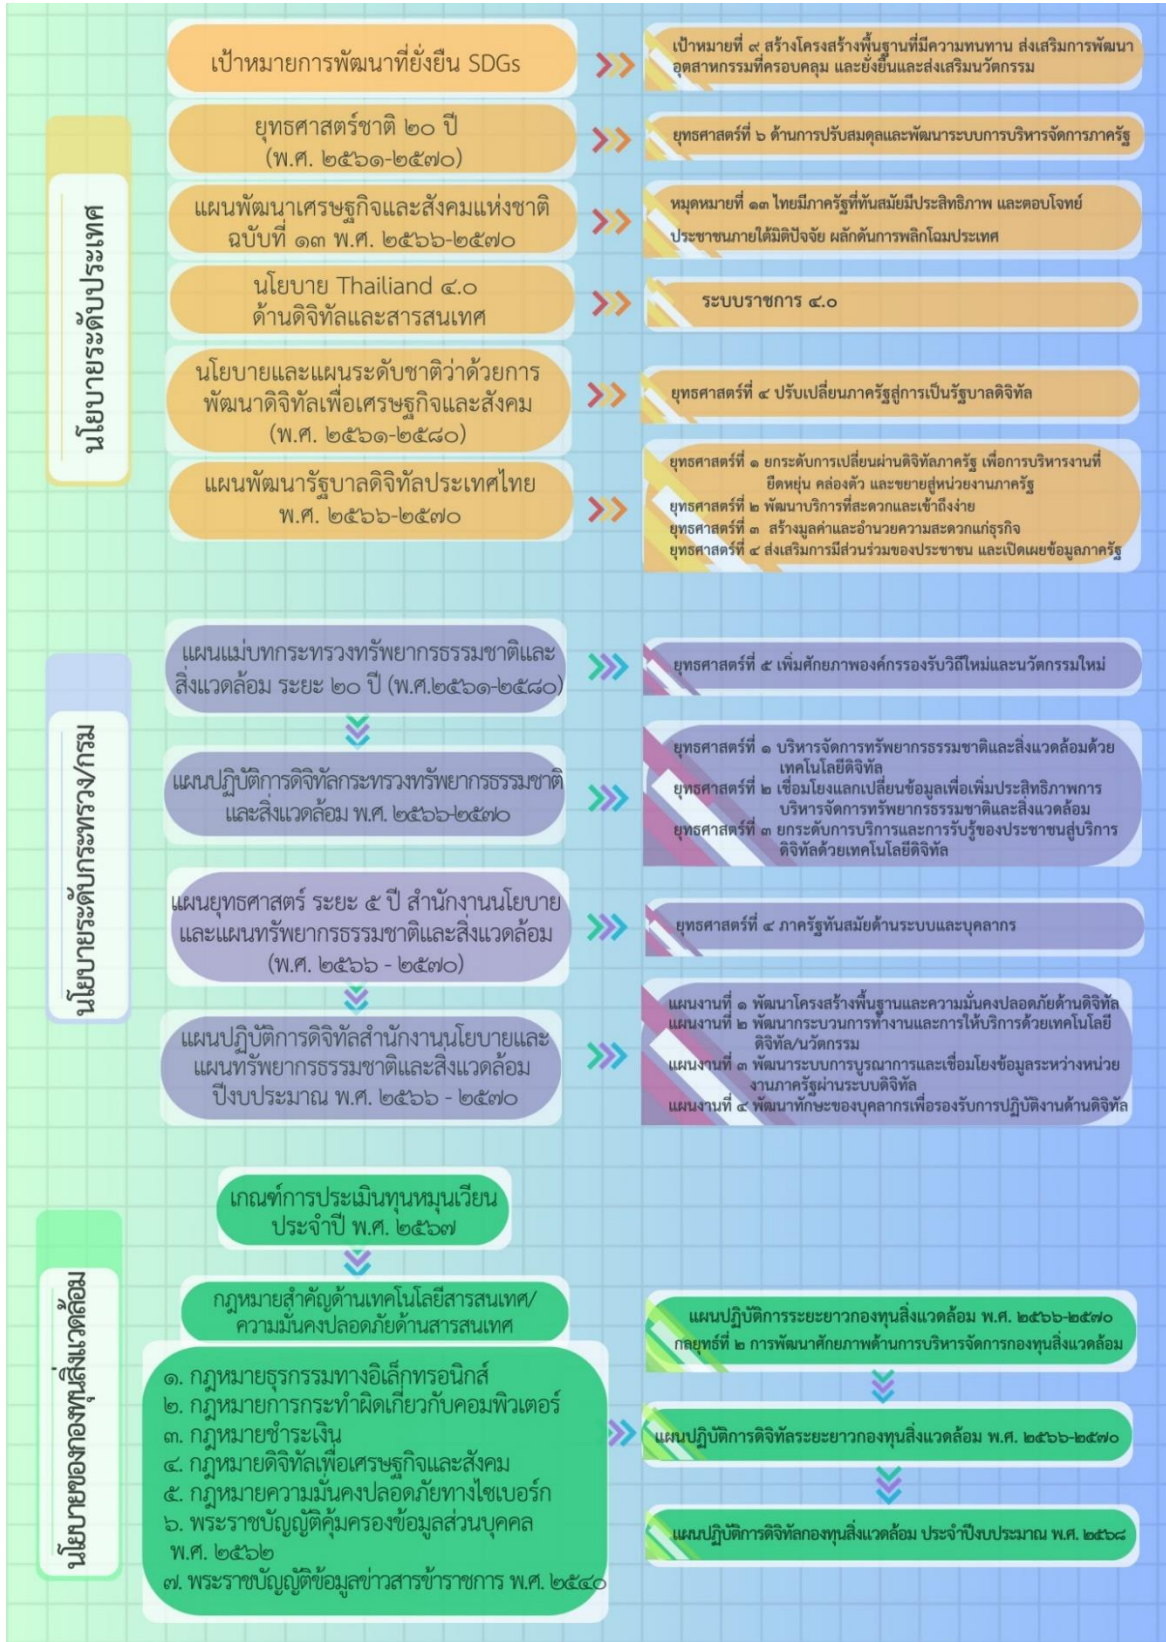 นโยบายระดับประเทศ
เป้าหมายการพัฒนาที่ยั่งยืน SDGs
เป้าหมายที่ ๙ สร้างโครงสร้างพื้นฐานที่มีความทนทาน ส่งเสริมการพัฒนา
อุตสาหกรรมที่ครอบคลุม และยั่งยืนและส่งเสริมนวัตกรรม
ยุทธศาสตร์ชาติ ๒๐ ปี
(พ.ศ. ๒๕๖๑-๒๕๗๐)
ยุทธศาสตร์ที่ ๖ ด้านการปรับสมดุลและพัฒนาระบบการบริหารจัดการภาครัฐ
แผนพัฒนาเศรษฐกิจและสังคมแห่งชาติ
ฉบับที่ ๑๓ พ.ศ. ๒๕๖๖-๒๕๗๐
หมุดหมายที่ ๑๓ ไทยมีภาครัฐที่ทันสมัยมีประสิทธิภาพ และตอบโจทย์
ประชาชนภายใต้มิติปัจจัย ผลักดันการพลิกโฉมประเทศ
นโยบาย Thailiand ๔.๐
ด้านดิจิทัลและสารสนเทศ
ระบบราชการ ๔.๐
นโยบายและแผนระดับชาติว่าด้วยการ
พัฒนาดิจิทัลเพื่อเศรษฐกิจและสังคม
(พ.ศ. ๒๕๖๑-๒๕๘๐)
ยุทธศาสตร์ที่ ๔ ปรับเปลี่ยนภาครัฐสู่การเป็นรัฐบาลดิจิทัล
แผนพัฒนารัฐบาลดิจิทัลประเทศไทย
พ.ศ. ๒๕๖๖-๒๕๗๐
ยุทธศาสตร์ที่ ๑ ยกระดับการเปลี่ยนผ่านดิจิทัลภาครัฐ เพื่อการบริหารงานที่
ยืดหยุ่น คล่องตัว และขยายสู่หน่วยงานภาครัฐ
ยุทธศาสตร์ที่ ๒ พัฒนาบริการที่สะดวกและเข้าถึงง่าย
ยุทธศาสตร์ที่ ๓ สร้างมูลค่าและอำนวยความสะดวกแก่ธุรกิจ
ยุทธศาสตร์ที่ ๔ ส่งเสริมการมีส่วนร่วมของประชาชน และเปิดเผยข้อมูลภาครัฐ
นโยบายระดับกระทรวง/กรม
แผนแม่บทกระทรวงทรัพยากรธรรมชาติและ
สิ่งแวดล้อม ระยะ ๒๐ ปี (พ.ศ.๒๕๖๑-๒๕๘๐)
ยุทธศาสตร์ที่ ๕ เพิ่มศักยภาพองค์กรรองรับวิถีใหม่และนวัตกรรมใหม่
แผนปฏิบัติการดิจิทัลกระทรวงทรัพยากรธรรมชาติ
และสิ่งแวดล้อม พ.ศ. ๒๕๖๖-๒๕๗๐
ยุทธศาสตร์ที่ ๑ บริหารจัดการทรัพยากรธรรมชาติและสิ่งแวดล้อมด้วย
เทคโนโลยีดิจิทัล
ยุทธศาสตร์ที่ ๒ เชื่อมโยงแลกเปลี่ยนข้อมูลเพื่อเพิ่มประสิทธิภาพการ
บริหารจัดการทรัพยากรธรรมชาติและสิ่งแวดล้อม
ยุทธศาสตร์ที่ ๓ ยกระดับการบริการและการรับรู้ของประชาชนสู่บริการ
ดิจิทัลด้วยเทคโนโลยีดิจิทัล
แผนยุทธศาสตร์ ระยะ ๕ ปี สำนักงานนโยบาย
และแผนทรัพยากรธรรมชาติและสิ่งแวดล้อม
(พ.ศ. ๒๕๖๖ - ๒๕๗๐)
ยุทธศาสตร์ที่ ๔ ภาครัฐทันสมัยด้านระบบและบุคลากร
แผนปฏิบัติการดิจิทัลสำนักงานนโยบายและ
แผนทรัพยากรธรรมชาติและสิ่งแวดล้อม
ปีงบประมาณ พ.ศ. ๒๕๖๖ - ๒๕๗๐
แผนงานที่ ๑ พัฒนาโครงสร้างพื้นฐานและความมั่นคงปลอดภัยด้านดิจิทัล
แผนงานที่ ๒ พัฒนากระบวนการทำงานและการให้บริการด้วยเทคโนโลยี
ดิจิทัล/นวัตกรรม
แผนงานที่ ๓ พัฒนาระบบการบูรณาการและเชื่อมโยงข้อมูลระหว่างหน่วย
งานภาครัฐผ่านระบบดิจิทัล
แผนงานที่ ๔ พัฒนาทักษะของบุคลากรเพื่อรองรับการปฏิบัติงานด้านดิจิทัล
นโยบายของกองทุนสิ่งแวดล้อม
เกณฑ์การประเมินทุนหมุนเวียน
ประจำปี พ.ศ. ๒๕๖๗
กฎหมายสำคัญด้านเทคโนโลยีสารสนเทศ/
ความมั่นคงปลอดภัยด้านสารสนเทศ
๑. กฎหมายธุรกรรมทางอิเล็กทรอนิกส์
๒. กฎหมายการกระทำผิดเกี่ยวกับคอมพิวเตอร์
๓. กฎหมายชำระเงิน
๔. กฎหมายดิจิทัลเพื่อเศรษฐกิจและสังคม
๕. กฎหมายความมั่นคงปลอดภัยทางไซเบอร์ก
๖. พระราชบัญญัติคุ้มครองข้อมูลส่วนบุคคล
พ.ศ. ๒๕๖๒
๗. พระราชบัญญัติข้อมูลข่าวสารข้าราชการ พ.ศ. ๒๕๔๐
แผนปฏิบัติการระยะยาวกองทุนสิ่งแวดล้อม พ.ศ. ๒๕๖๖-๒๕๗๐
กลยุทธ์ที่ ๒ การพัฒนาศักยภาพด้านการบริหารจัดการกองทุนสิ่งแวดล้อม
แผนปฏิบัติการดิจิทัลระยะยาวกองทุนสิ่งแวดล้อม พ.ศ. ๒๕๖๖-๒๕๗๐
แผนปฏิบัติการดิจิทัลกองทุนสิ่งแวดล้อม ประจำปีงบประมาณ พ.ศ. ๒๕๖๘